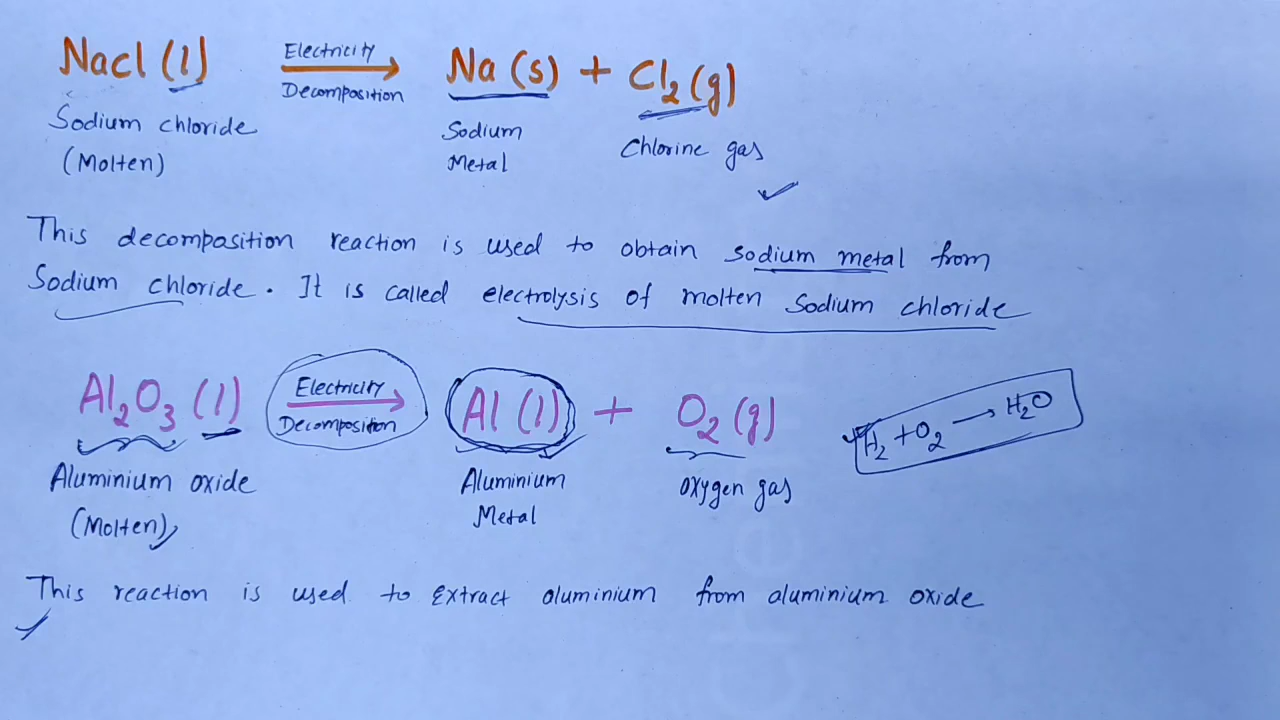 Nacl (l) Electricity Decomposition Na (s) + Cl2 (g)
Sodium chloride
(Molten)
Sodium
Metal
Chlorine gas
This decomposition reaction is used to obtain sodium metal from
Sodium chloride. It is called electrolysis of molten Sodium chloride
Al2O3 (l) Electricity Decomposition Al (l) + O2 (g)
H2 + O2 → H2O
Aluminium oxide
(Molten)
Aluminium
Metal
oxygen gas
This reaction is used to Extract aluminium from aluminium oxide